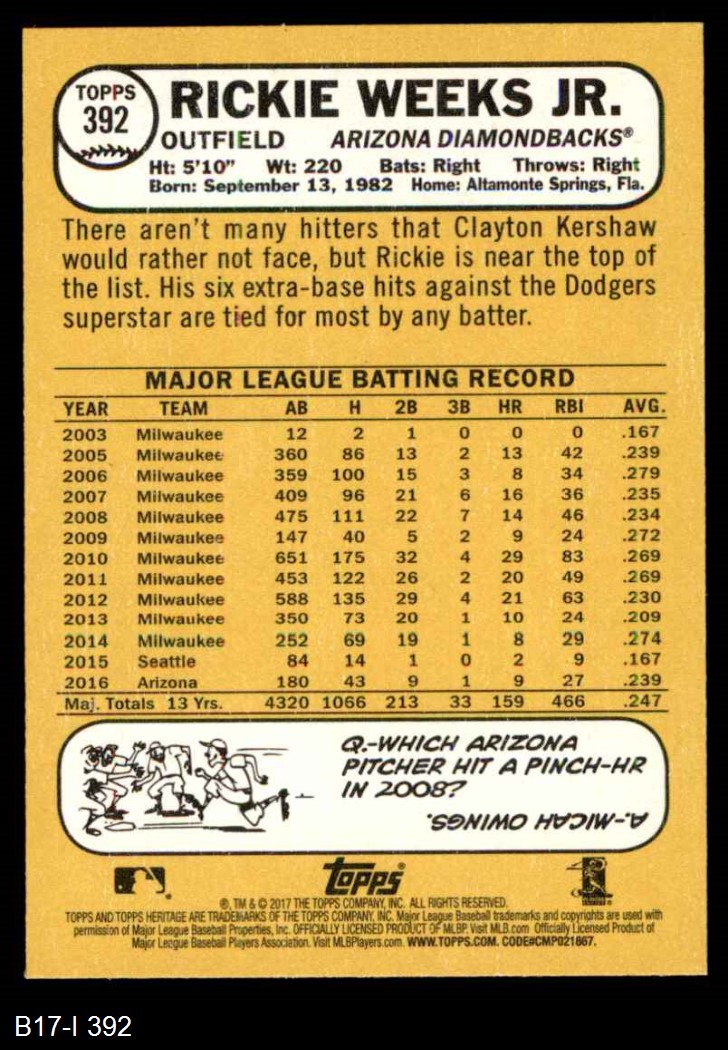 TOPPS
392
RICKIE WEEKS JR.
OUTFIELD ARIZONA DIAMONDBACKS®
Ht: 5'10" Wt: 220 Bats: Right Throws: Right
Born: September 13, 1982 Home: Altamonte Springs, Fla.
There aren't many hitters that Clayton Kershaw
would rather not face, but Rickie is near the top of
the list. His six extra-base hits against the Dodgers
superstar are tied for most by any batter.
MAJOR LEAGUE BATTING RECORD
YEAR TEAM AB H 2B 3B HR RBI AVG.
2003 Milwaukee 12 2 1 0 0 0 .167
2005 Milwaukee 360 86 13 2 13 42 .239
2006 Milwaukee 359 100 15 3 8 34 .279
2007 Milwaukee 409 96 21 6 16 36 .235
2008 Milwaukee 475 111 22 7 14 46 .234
2009 Milwaukee 147 40 5 2 9 24 .272
2010 Milwaukee 651 175 32 4 29 83 .269
2011 Milwaukee 453 122 26 2 20 49 .269
2012 Milwaukee 588 135 29 4 21 63 .230
2013 Milwaukee 350 73 20 1 10 24 .209
2014 Milwaukee 252 69 19 1 8 29 .274
2015 Seattle 84 14 1 0 2 9 .167
2016 Arizona 180 43 9 1 9 27 .239
Maj. Totals 13 Yrs. 4320 1066 213 33 159 466 .247
Q.-WHICH ARIZONA
PITCHER HIT A PINCH-HR
IN 2008?
A-MICAH OWINGS.
Topps®
®, TM & © 2017 THE TOPPS COMPANY, INC. ALL RIGHTS RESERVED.
TOPPS AND TOPPS HERITAGE ARE TRADEMARKS OF THE TOPPS COMPANY, INC. Major League Baseball trademarks and copyrights are used with
permission of Major League Baseball Properties, Inc. OFFICIALLY LICENSED PRODUCT OF MLBP. Visit MLB.com Officially Licensed Product of
Major League Baseball Players Association. Visit MLBPlayers.com. WWW.TOPPS.COM. CODE#CMP021867.
B17-I 392